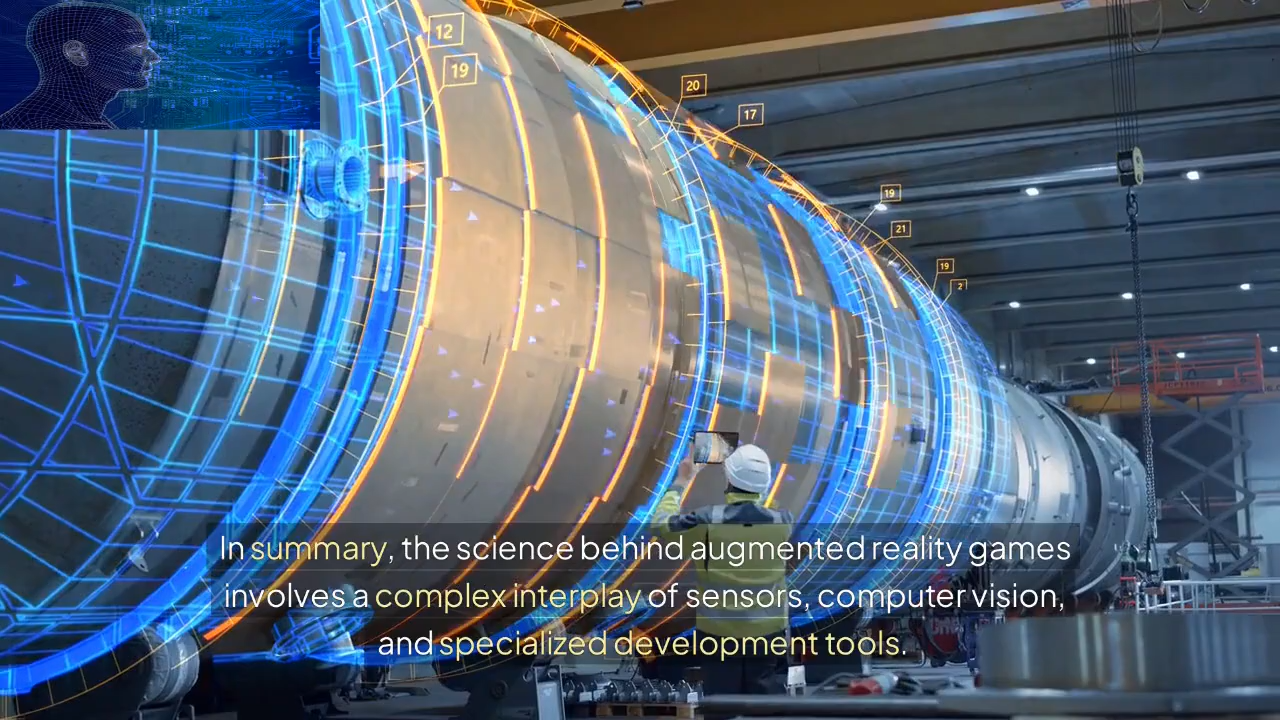 12
19
20
17
19
21
19
2
In summary, the science behind augmented reality games
involves a complex interplay of sensors, computer vision,
and specialized development tools.